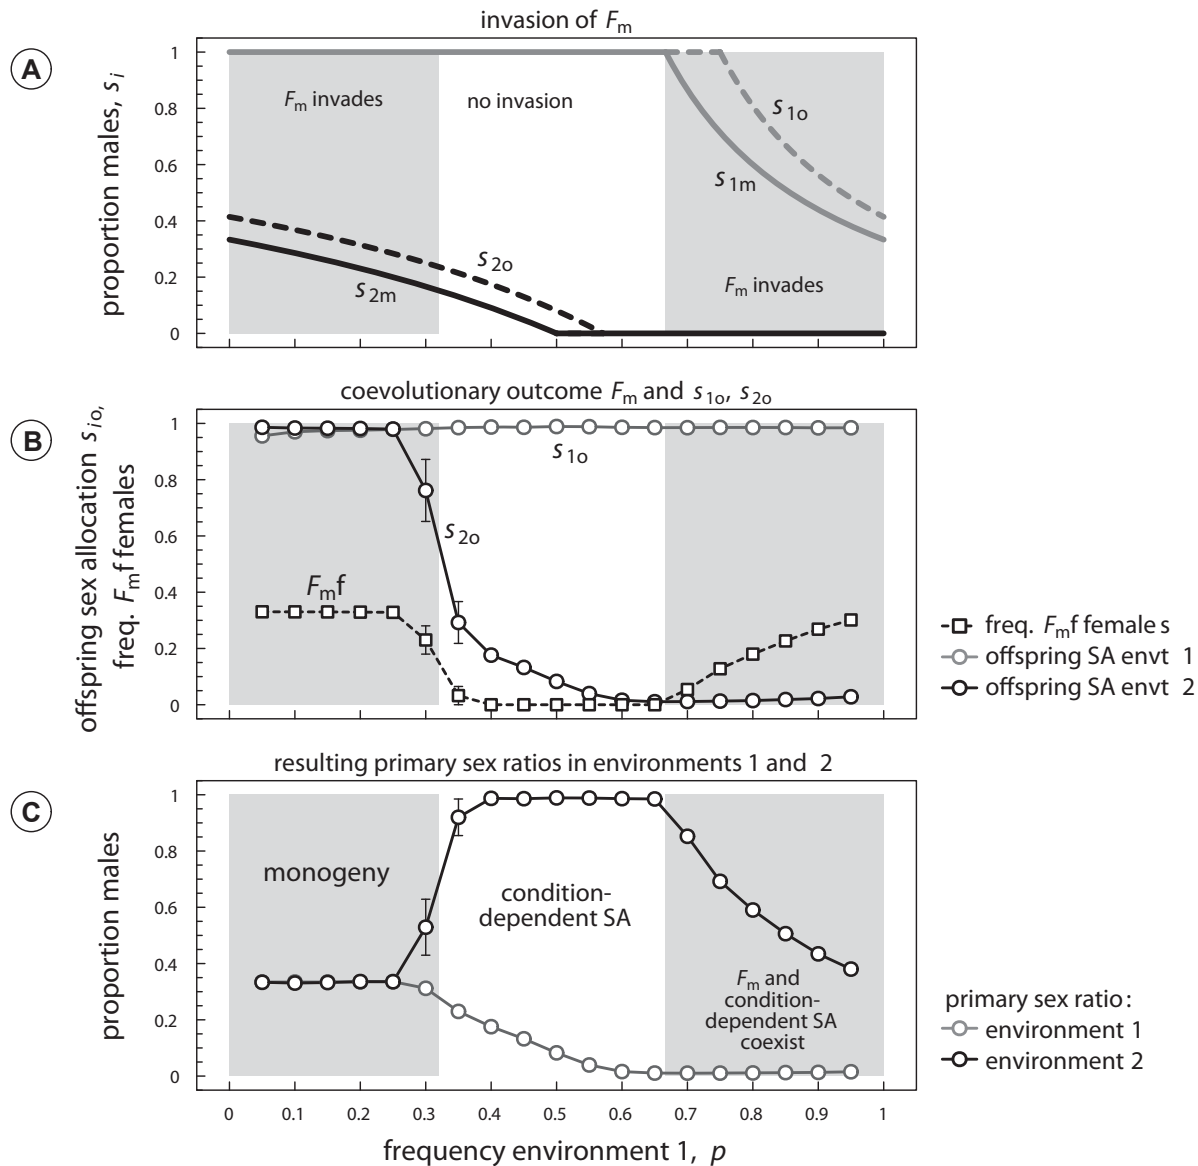 invasion of Fm
A
proportion males, si
1
0.8
0.6
0.4
0.2
0
Fm invades
no invasion
s1o
s1m
s2o
s2m
Fm invades
coevolutionary outcome Fm and s1o, s2o
B
offspring sex allocation sio,
freq. Fmf females
1
0.8
0.6
0.4
0.2
0
s1o
s2o
Fmf
freq. Fmf females
offspring SA envt 1
offspring SA envt 2
resulting primary sex ratios in environments 1 and 2
C
proportion males
1
0.8
0.6
0.4
0.2
0
monogeny
condition-
dependent SA
Fm and
condition-
dependent SA
coexist
primary sex ratio:
environment 1
environment 2
0 0.1 0.2 0.3 0.4 0.5 0.6 0.7 0.8 0.9 1
frequency environment 1, p